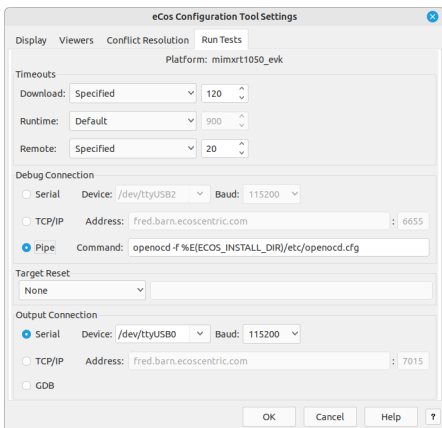 eCos Configuration Tool Settings
Display Viewers Conflict Resolution Run Tests
Platform: mimxrt1050_evk
Timeouts
Download: Specified 120
Runtime: Default 900
Remote: Specified 20
Debug Connection
Serial Device: /dev/ttyUSB2 Baud: 115200
TCP/IP Address: fred.barn.ecoscentric.com : 6655
Pipe Command: openocd -f %E(ECOS_INSTALL_DIR)/etc/openocd.cfg
Target Reset
None
Output Connection
Serial Device: /dev/ttyUSB0 Baud: 115200
TCP/IP Address: fred.barn.ecoscentric.com : 7015
GDB
OK Cancel Help ?